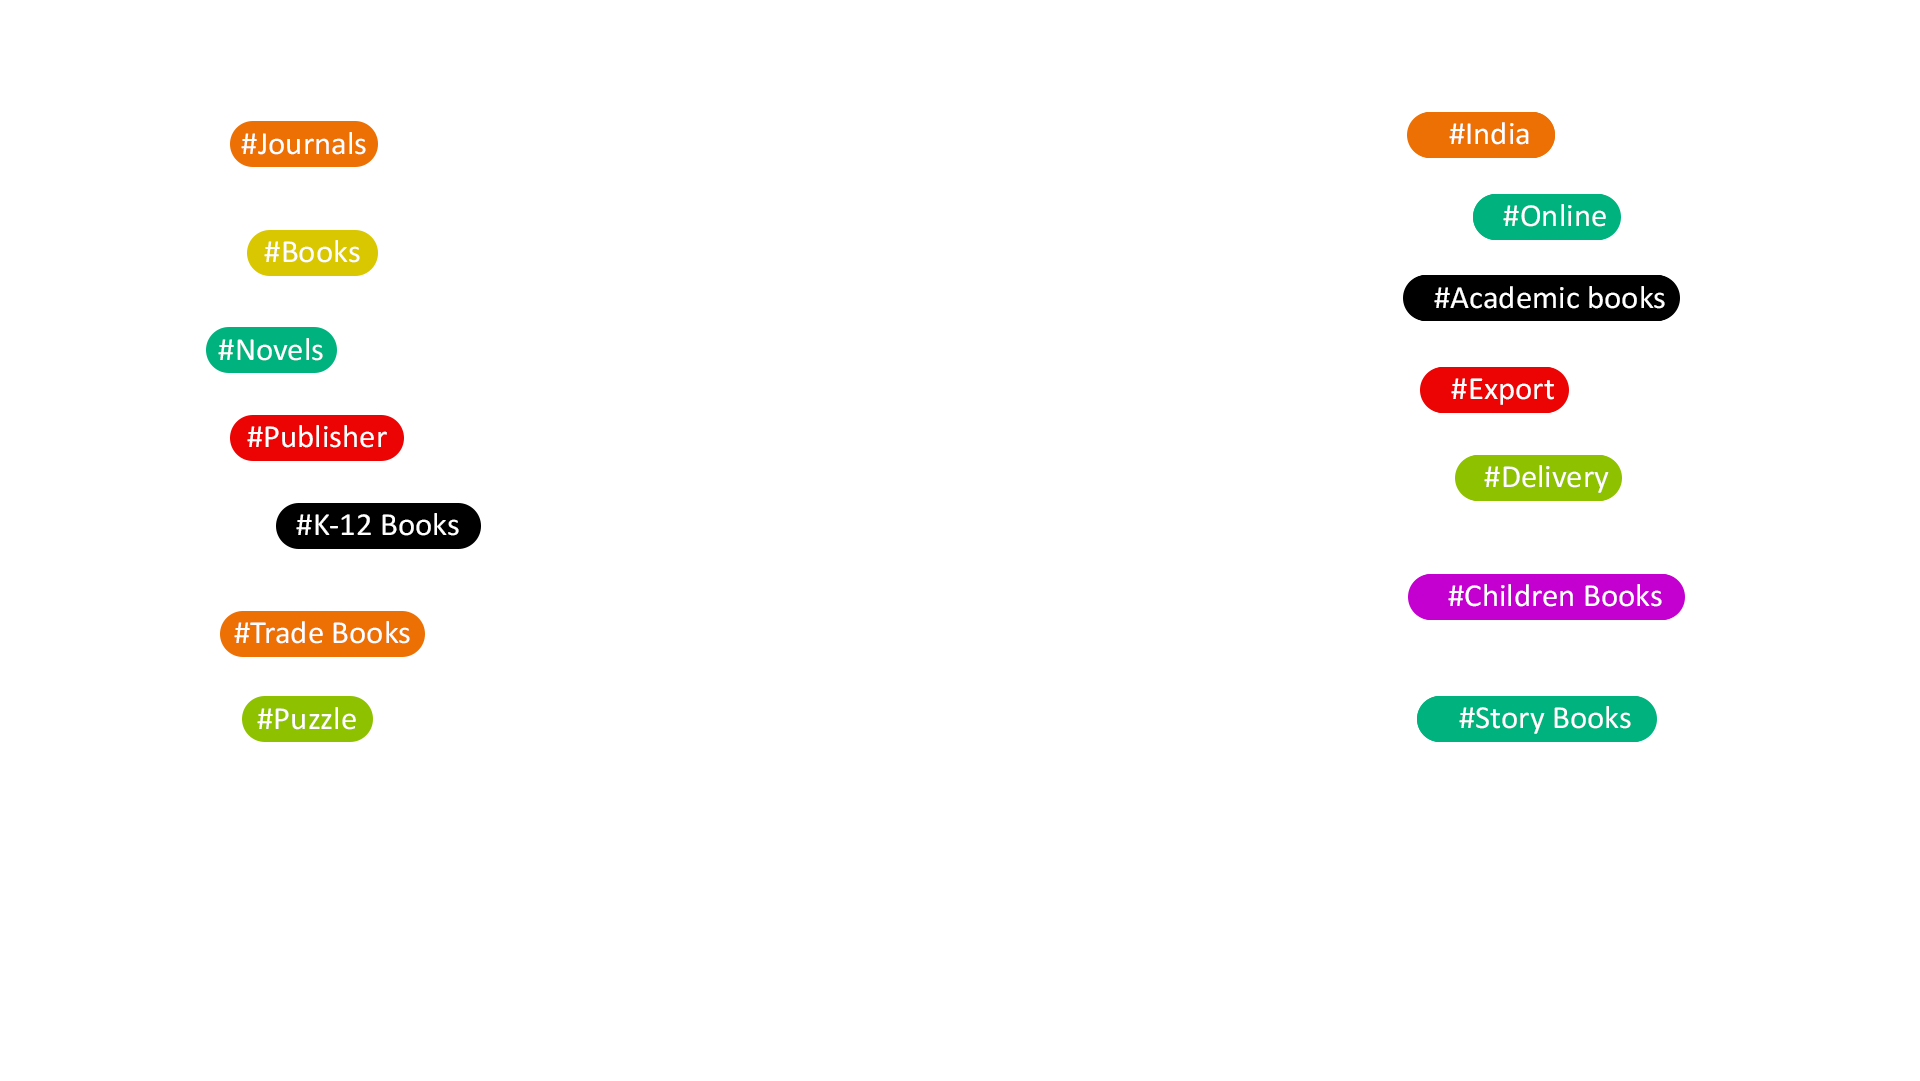 #Journals
#Books
#Novels
#Publisher
#K-12 Books
#Trade Books
#Puzzle
#India
#Online
#Academic books
#Export
#Delivery
#Children Books
#Story Books